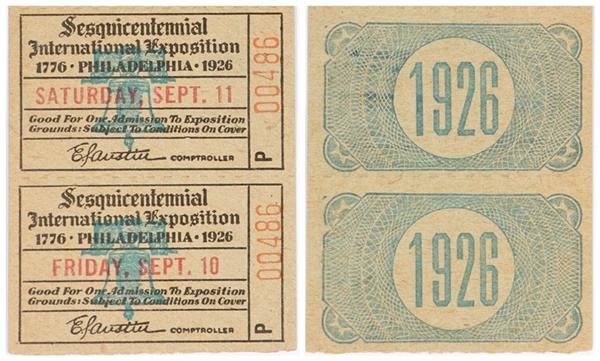 Sesquicentennial
International Exposition
1776 • PHILADELPHIA • 1926
SATURDAY, SEPT. 11
Good For One Admission To Exposition
Grounds: Subject To Conditions On Cover
COMPTROLLER
00486
P
Sesquicentennial
International Exposition
1776 • PHILADELPHIA • 1926
FRIDAY, SEPT. 10
Good For One Admission To Exposition
Grounds: Subject To Conditions On Cover
COMPTROLLER
00486
P
1926
1926